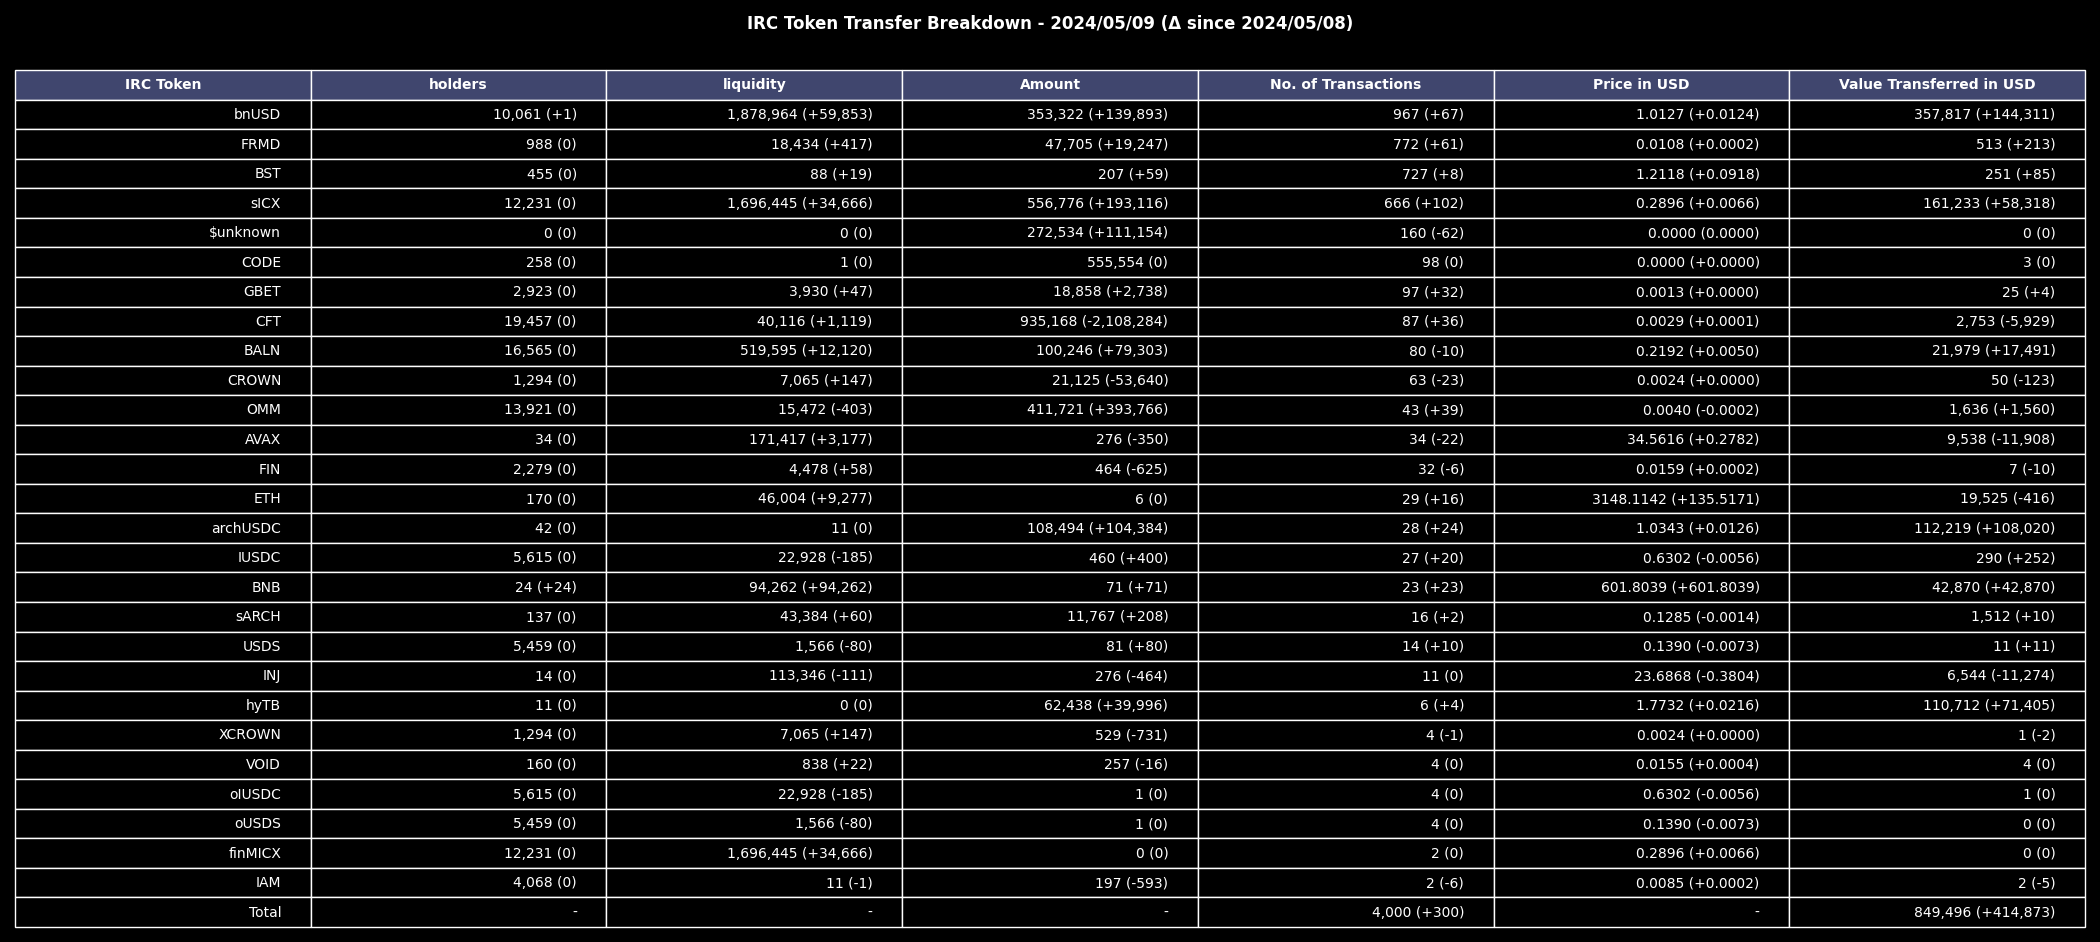 IRC Token Transfer Breakdown - 2024/05/09 (Δ since 2024/05/08)
IRC Token holders liquidity Amount No. of Transactions Price in USD Value Transferred in USD
bnUSD 10,061 (+1) 1,878,964 (+59,853) 353,322 (+139,893) 967 (+67) 1.0127 (+0.0124) 357,817 (+144,311)
FRMD 988 (0) 18,434 (+417) 47,705 (+19,247) 772 (+61) 0.0108 (+0.0002) 513 (+213)
BST 455 (0) 88 (+19) 207 (+59) 727 (+8) 1.2118 (+0.0918) 251 (+85)
sICX 12,231 (0) 1,696,445 (+34,666) 556,776 (+193,116) 666 (+102) 0.2896 (+0.0066) 161,233 (+58,318)
$unknown 0 (0) 0 (0) 272,534 (+111,154) 160 (-62) 0.0000 (0.0000) 0 (0)
CODE 258 (0) 1 (0) 555,554 (0) 98 (0) 0.0000 (+0.0000) 3 (0)
GBET 2,923 (0) 3,930 (+47) 18,858 (+2,738) 97 (+32) 0.0013 (+0.0000) 25 (+4)
CFT 19,457 (0) 40,116 (+1,119) 935,168 (-2,108,284) 87 (+36) 0.0029 (+0.0001) 2,753 (-5,929)
BALN 16,565 (0) 519,595 (+12,120) 100,246 (+79,303) 80 (-10) 0.2192 (+0.0050) 21,979 (+17,491)
CROWN 1,294 (0) 7,065 (+147) 21,125 (-53,640) 63 (-23) 0.0024 (+0.0000) 50 (-123)
OMM 13,921 (0) 15,472 (-403) 411,721 (+393,766) 43 (+39) 0.0040 (-0.0002) 1,636 (+1,560)
AVAX 34 (0) 171,417 (+3,177) 276 (-350) 34 (-22) 34.5616 (+0.2782) 9,538 (-11,908)
FIN 2,279 (0) 4,478 (+58) 464 (-625) 32 (-6) 0.0159 (+0.0002) 7 (-10)
ETH 170 (0) 46,004 (+9,277) 6 (0) 29 (+16) 3148.1142 (+135.5171) 19,525 (-416)
archUSDC 42 (0) 11 (0) 108,494 (+104,384) 28 (+24) 1.0343 (+0.0126) 112,219 (+108,020)
IUSDC 5,615 (0) 22,928 (-185) 460 (+400) 27 (+20) 0.6302 (-0.0056) 290 (+252)
BNB 24 (+24) 94,262 (+94,262) 71 (+71) 23 (+23) 601.8039 (+601.8039) 42,870 (+42,870)
sARCH 137 (0) 43,384 (+60) 11,767 (+208) 16 (+2) 0.1285 (-0.0014) 1,512 (+10)
USDS 5,459 (0) 1,566 (-80) 81 (+80) 14 (+10) 0.1390 (-0.0073) 11 (+11)
INJ 14 (0) 113,346 (-111) 276 (-464) 11 (0) 23.6868 (-0.3804) 6,544 (-11,274)
hyTB 11 (0) 0 (0) 62,438 (+39,996) 6 (+4) 1.7732 (+0.0216) 110,712 (+71,405)
XCROWN 1,294 (0) 7,065 (+147) 529 (-731) 4 (-1) 0.0024 (+0.0000) 1 (-2)
VOID 160 (0) 838 (+22) 257 (-16) 4 (0) 0.0155 (+0.0004) 4 (0)
oIUSDC 5,615 (0) 22,928 (-185) 1 (0) 4 (0) 0.6302 (-0.0056) 1 (0)
oUSDS 5,459 (0) 1,566 (-80) 1 (0) 4 (0) 0.1390 (-0.0073) 0 (0)
finMICX 12,231 (0) 1,696,445 (+34,666) 0 (0) 2 (0) 0.2896 (+0.0066) 0 (0)
IAM 4,068 (0) 11 (-1) 197 (-593) 2 (-6) 0.0085 (+0.0002) 2 (-5)
Total - - - 4,000 (+300) - 849,496 (+414,873)